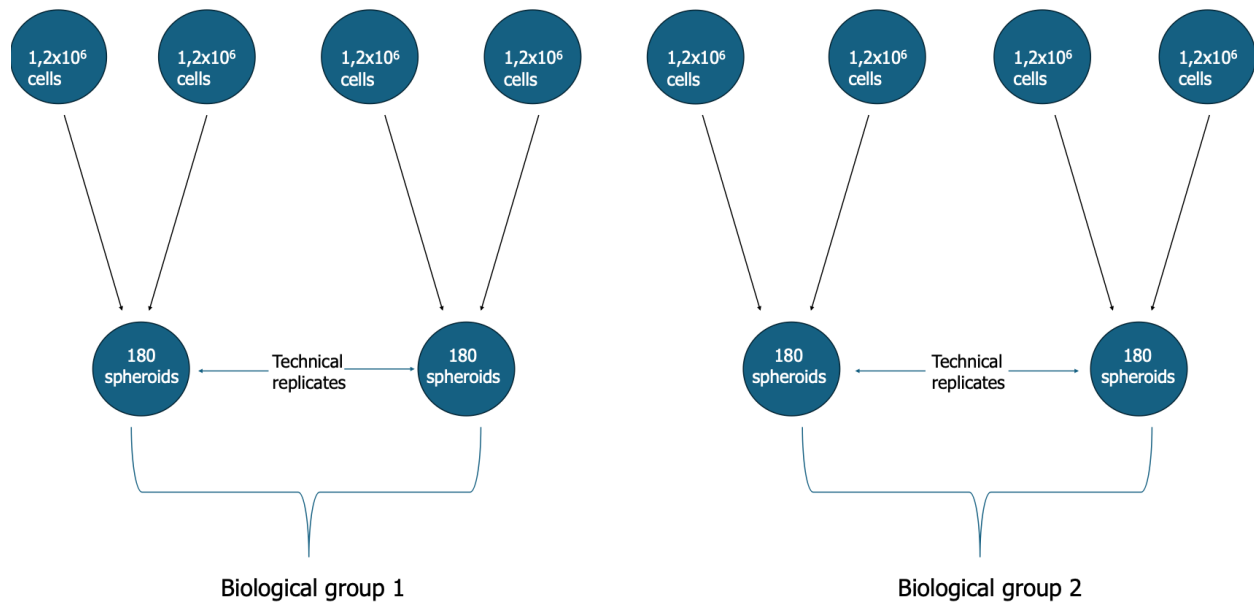 1,2x10⁶
cells
1,2x10⁶
cells
1,2x10⁶
cells
1,2x10⁶
cells
1,2x10⁶
cells
1,2x10⁶
cells
1,2x10⁶
cells
1,2x10⁶
cells
180
spheroids
Technical
replicates
180
spheroids
180
spheroids
Technical
replicates
180
spheroids
Biological group 1
Biological group 2